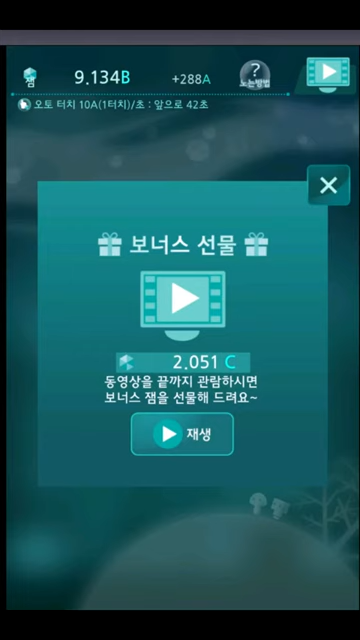 잼 9.134B +288A ? 노는방법
오토 터치 10A(1터치)/초 : 앞으로 42초
보너스 선물
2.051 C
동영상을 끝까지 관람하시면
보너스 잼을 선물해 드려요~
재생